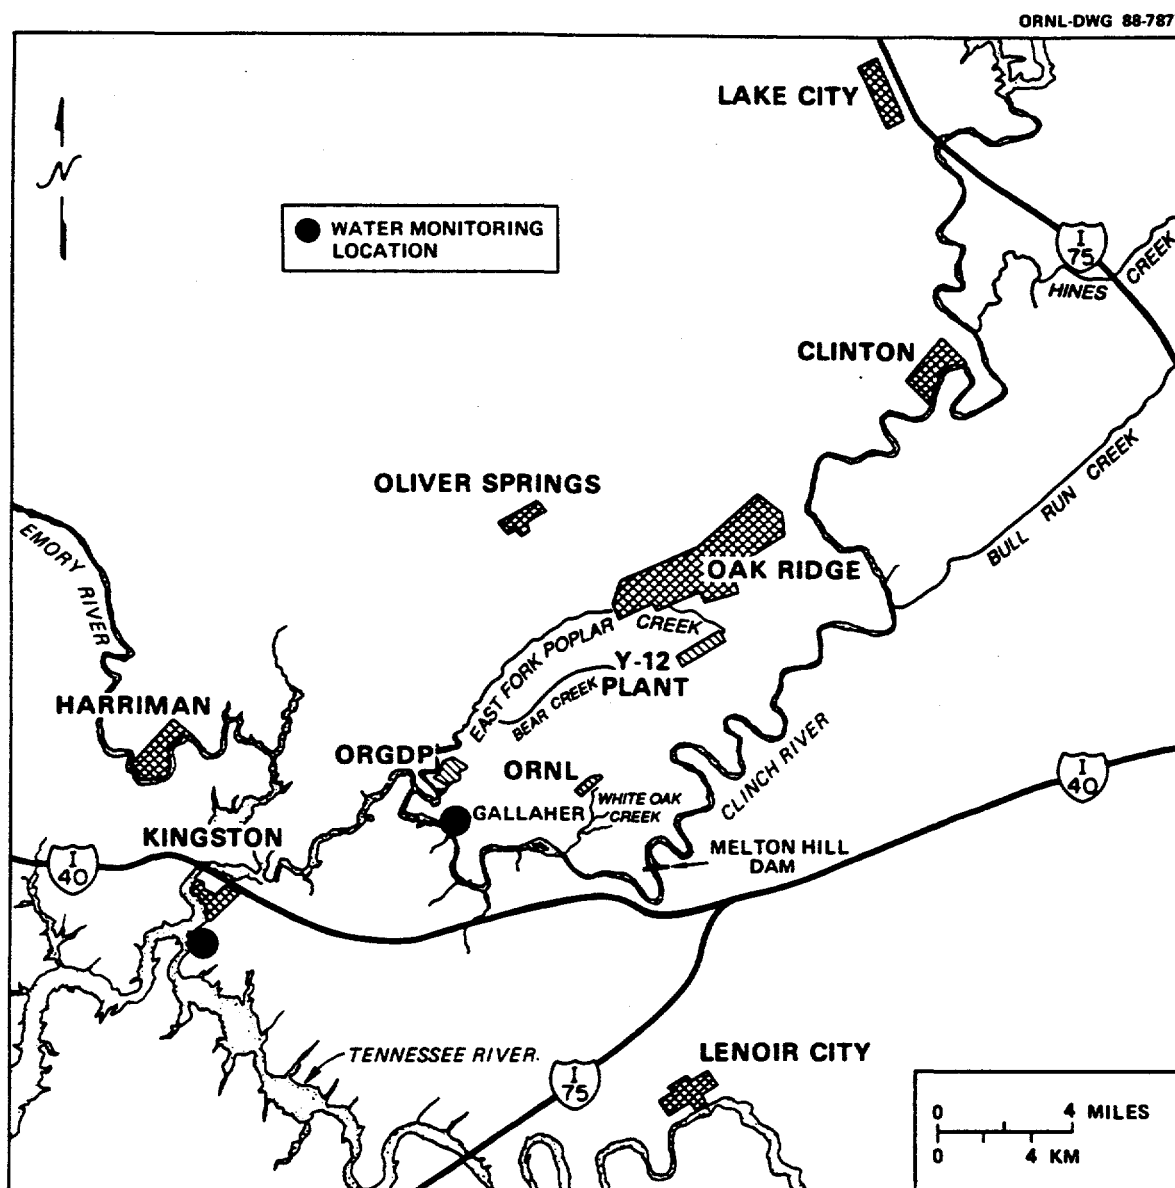 ORNL-DWG 88-787
LAKE CITY
N
WATER MONITORING
LOCATION
I
75
HINES CREEK
CLINTON
OLIVER SPRINGS
BULL RUN CREEK
EMORY RIVER
OAK RIDGE
EAST FORK POPLAR CREEK
Y-12
PLANT
BEAR CREEK
HARRIMAN
ORGDP
ORNL
CLINCH RIVER
I
40
GALLAHER
WHITE OAK
CREEK
KINGSTON
MELTON HILL
DAM
I
40
TENNESSEE RIVER.
LENOIR CITY
I
75
0 4 MILES
0 4 KM